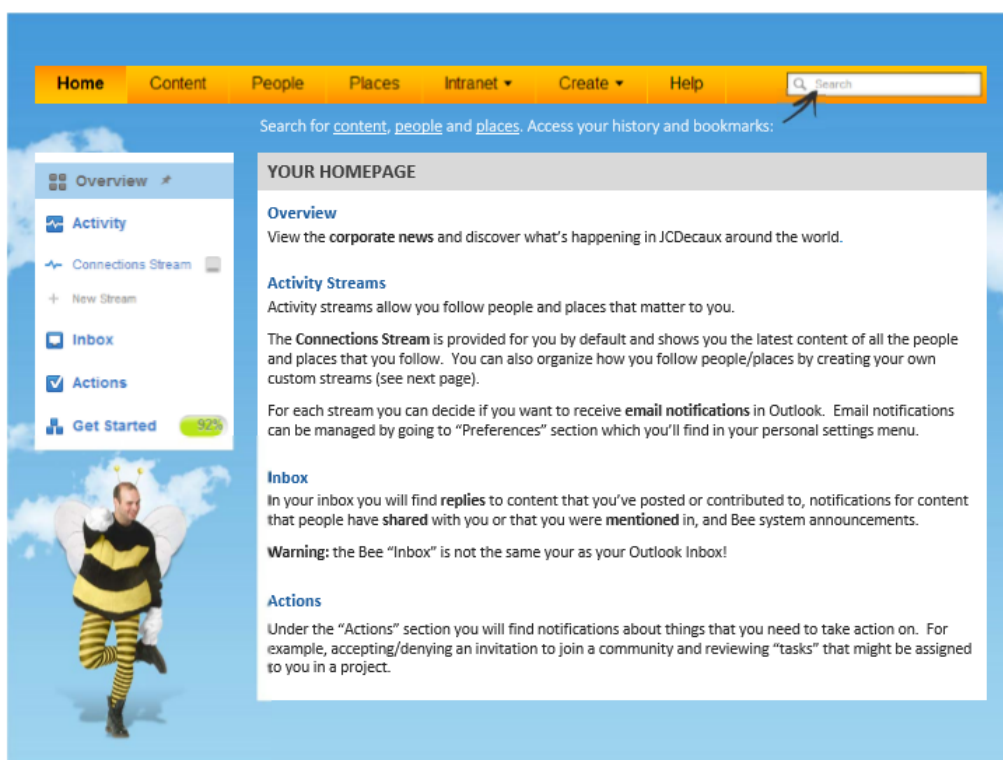 Home Content People Places Intranet Create Help Search
Search for content, people and places. Access your history and bookmarks:
Overview
Activity
Connections Stream
+ New Stream
Inbox
Actions
Get Started 92%
YOUR HOMEPAGE
Overview
View the corporate news and discover what's happening in JCDecaux around the world.
Activity Streams
Activity streams allow you follow people and places that matter to you.
The Connections Stream is provided for you by default and shows you the latest content of all the people
and places that you follow. You can also organize how you follow people/places by creating your own
custom streams (see next page).
For each stream you can decide if you want to receive email notifications in Outlook. Email notifications
can be managed by going to "Preferences" section which you'll find in your personal settings menu.
Inbox
In your inbox you will find replies to content that you've posted or contributed to, notifications for content
that people have shared with you or that you were mentioned in, and Bee system announcements.
Warning: the Bee "Inbox" is not the same your as your Outlook Inbox!
Actions
Under the "Actions" section you will find notifications about things that you need to take action on. For
example, accepting/denying an invitation to join a community and reviewing "tasks" that might be assigned
to you in a project.